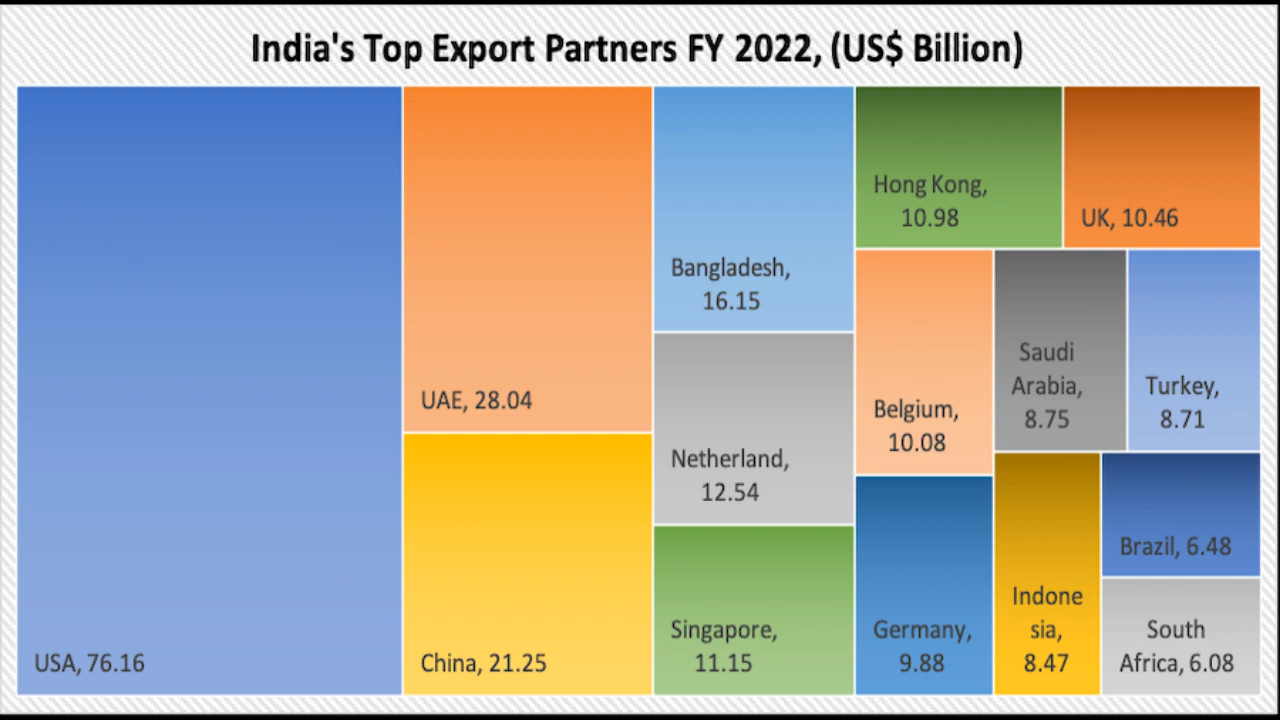 India's Top Export Partners FY 2022, (US$ Billion)
USA, 76.16
UAE, 28.04
China, 21.25
Bangladesh,
16.15
Netherland,
12.54
Singapore,
11.15
Hong Kong,
10.98
UK, 10.46
Belgium,
10.08
Germany,
9.88
Saudi
Arabia,
8.75
Turkey,
8.71
Indone
sia,
8.47
Brazil, 6.48
South
Africa, 6.08